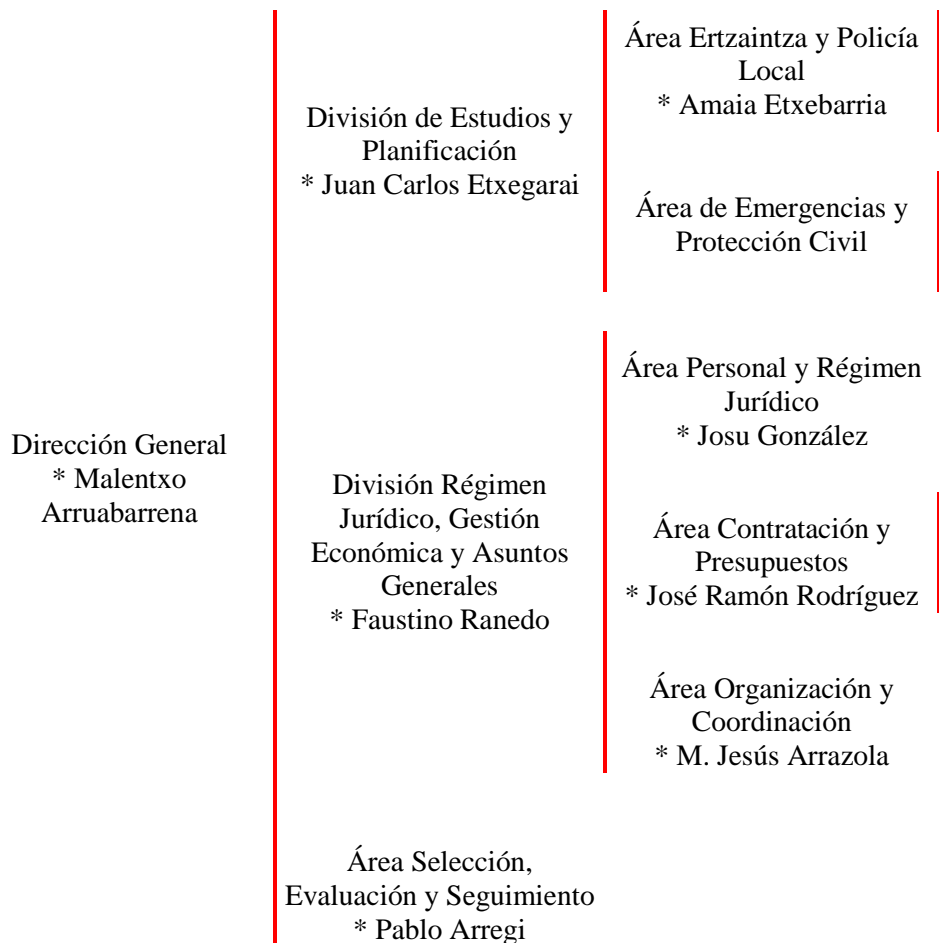 Dirección General
* Malentxo
Arruabarrena
División de Estudios y
Planificación
* Juan Carlos Etxegarai
Área Ertzaintza y Policía
Local
* Amaia Etxebarria
Área de Emergencias y
Protección Civil
División Régimen
Jurídico, Gestión
Económica y Asuntos
Generales
* Faustino Ranedo
Área Personal y Régimen
Jurídico
* Josu González
Área Contratación y
Presupuestos
* José Ramón Rodríguez
Área Organización y
Coordinación
* M. Jesús Arrazola
Área Selección,
Evaluación y Seguimiento
* Pablo Arregi